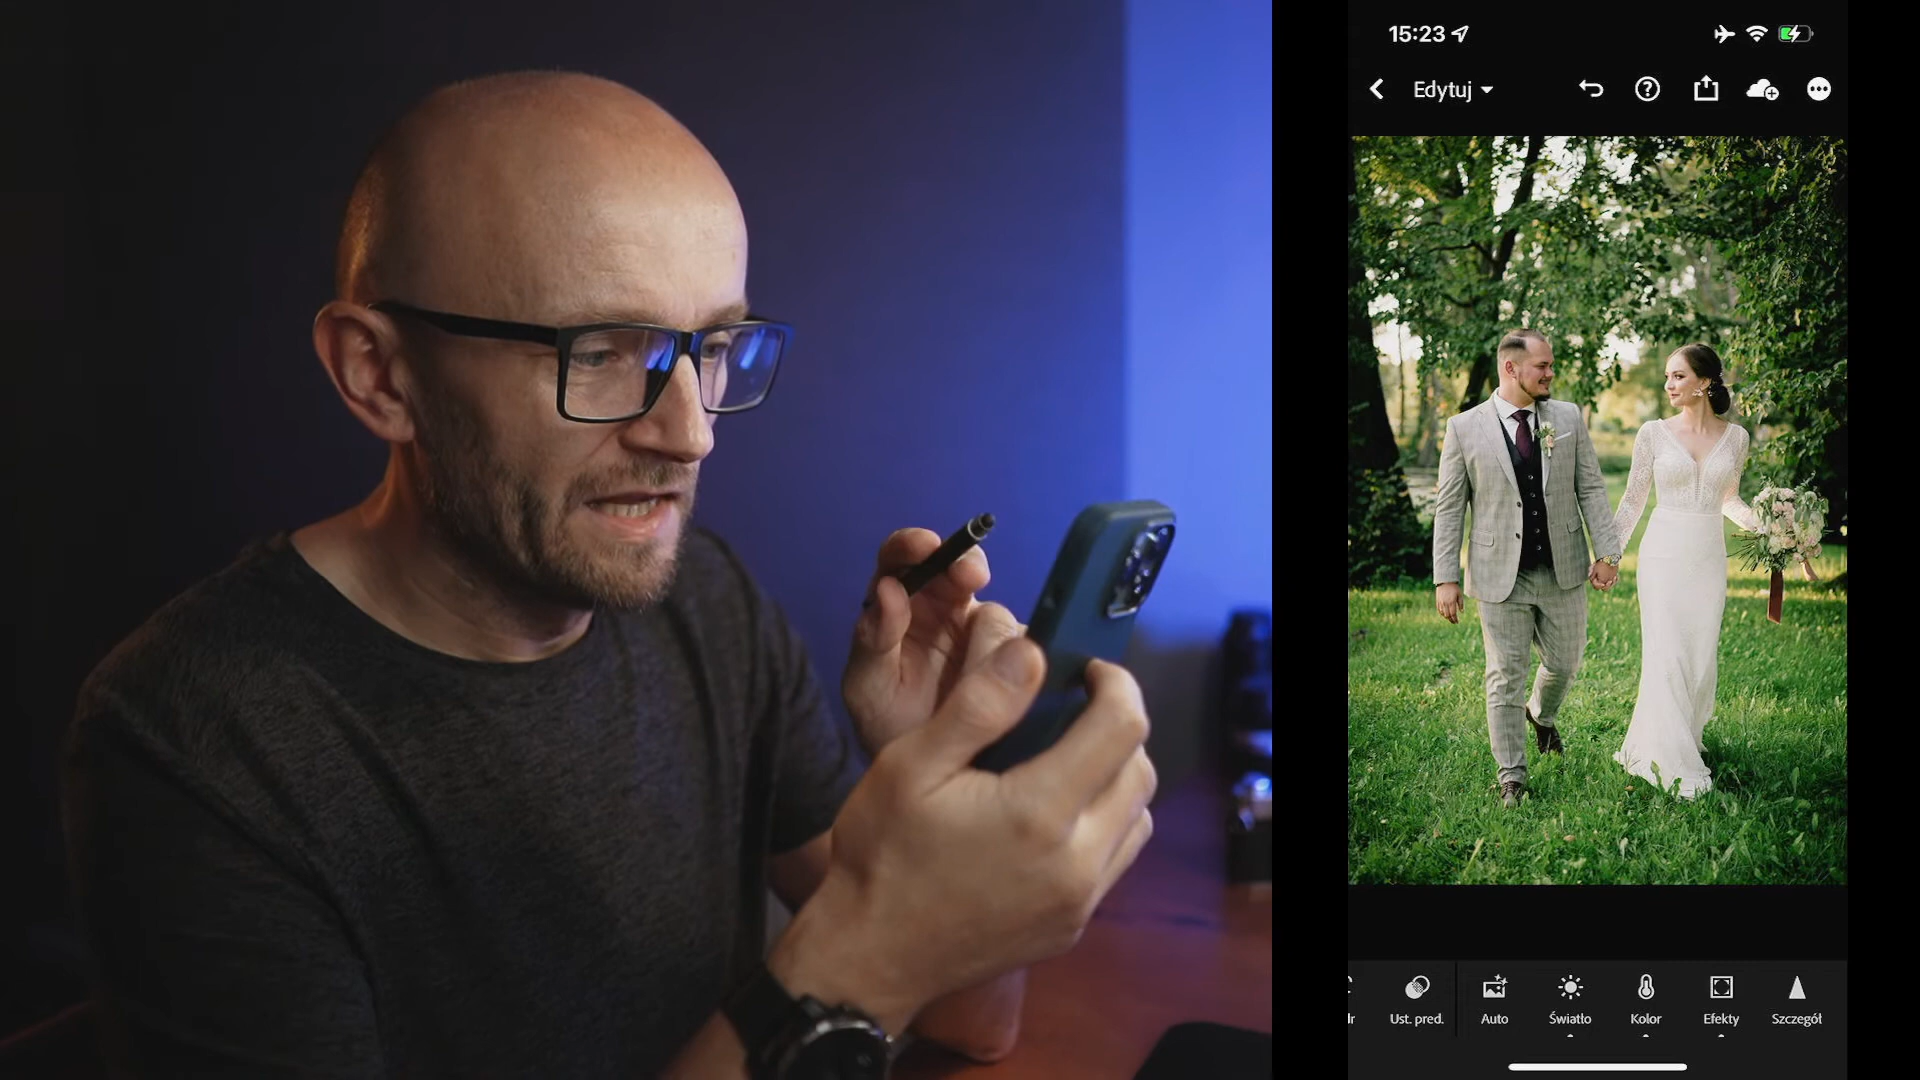 15:23
Edytuj
Ust. pred.
Auto
Światło
Kolor
Efekty
Szczegół